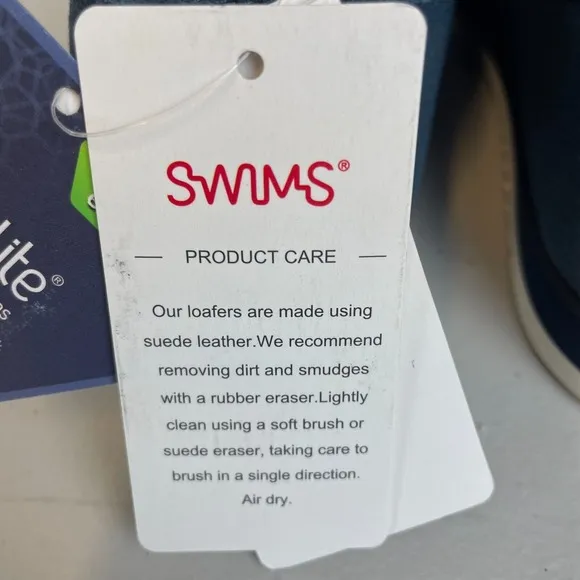 SWIMS®
PRODUCT CARE
Our loafers are made using
suede leather.We recommend
removing dirt and smudges
with a rubber eraser.Lightly
clean using a soft brush or
suede eraser, taking care to
brush in a single direction.
Air dry.
lite®